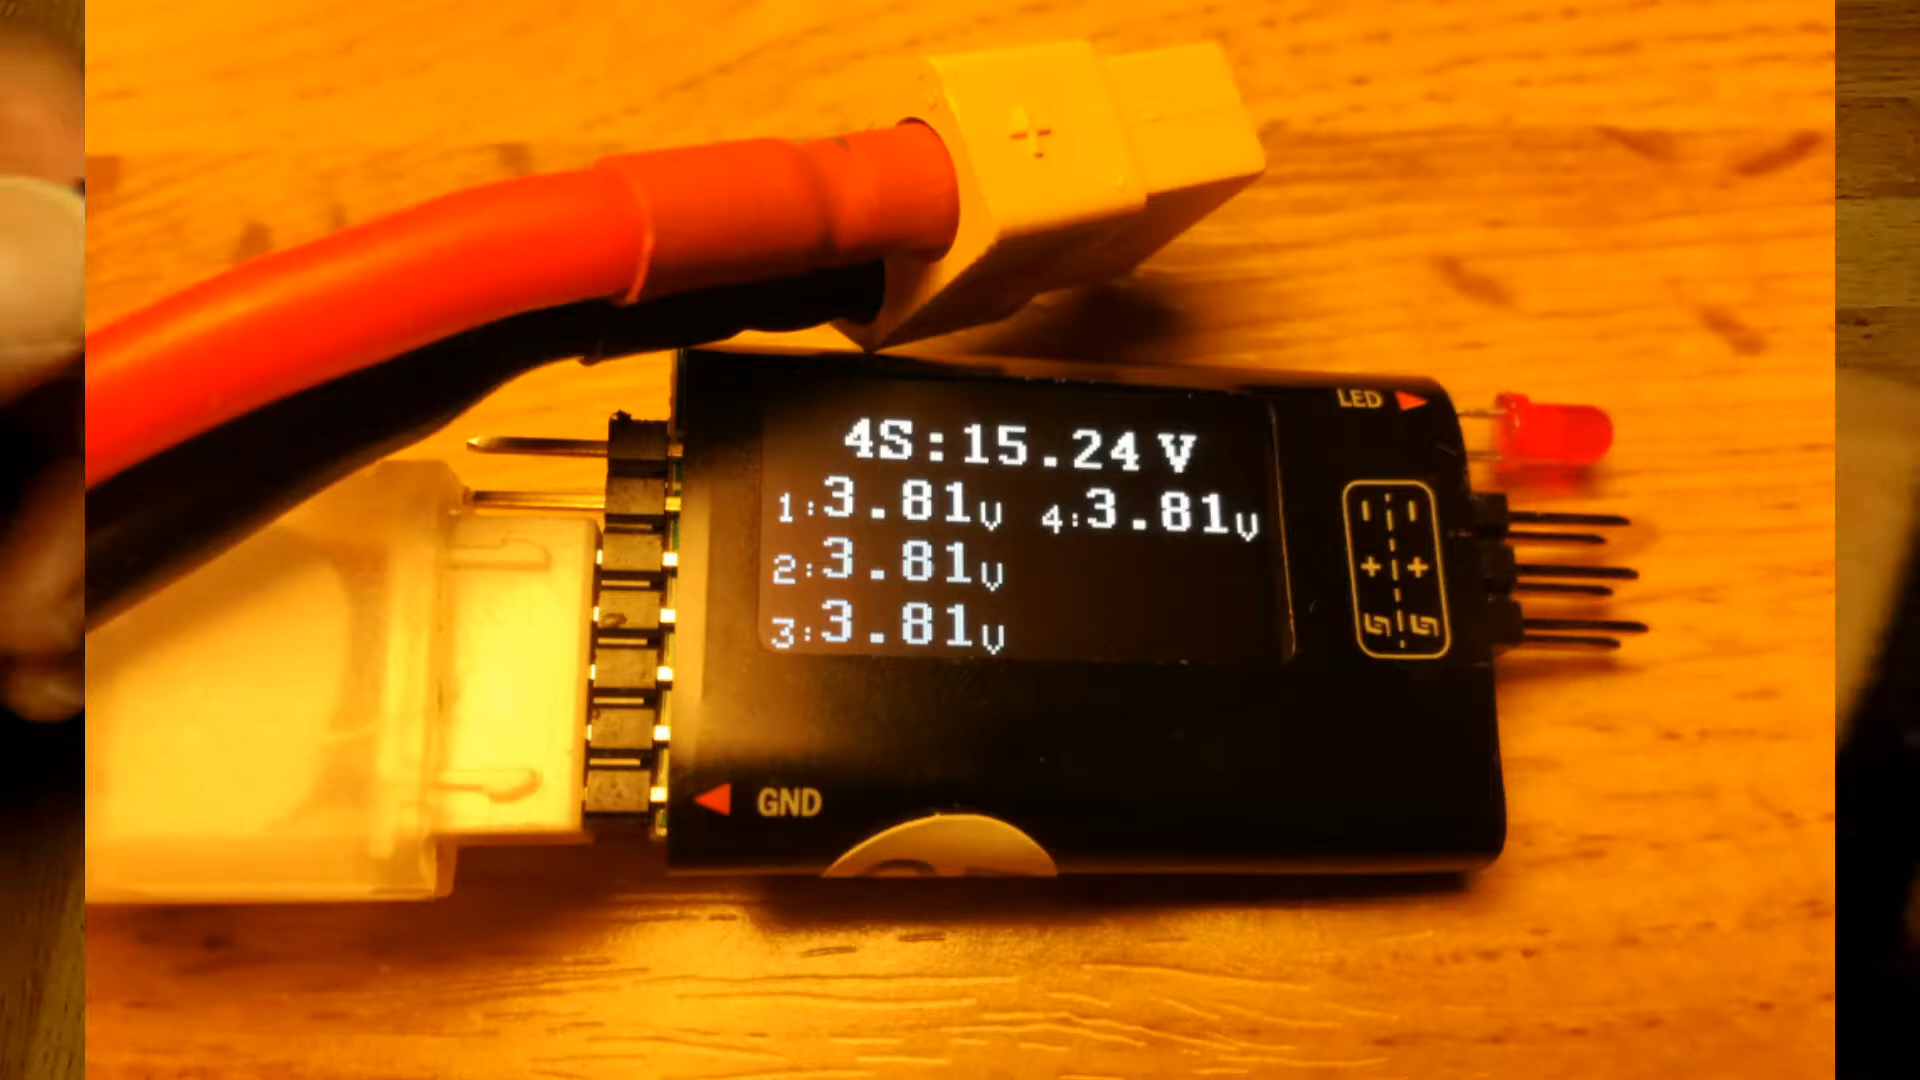 4S:15.24 V
1:3.81V 4:3.81V
2:3.81V
3:3.81V
LED
- | -
+ | +
S | S
GND